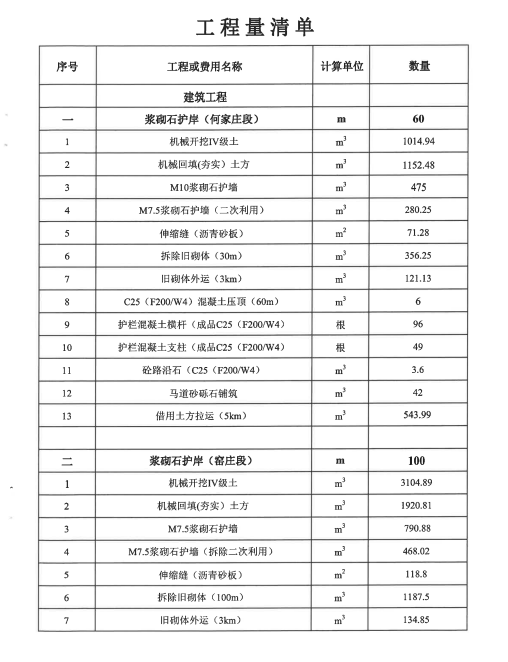 工程量清单
序号 工程或费用名称 计算单位 数量
建筑工程
一 浆砌石护岸（何家庄段） m 60
1 机械开挖IV级土 m³ 1014.94
2 机械回填(夯实）土方 m³ 1152.48
3 M10浆砌石护墙 m³ 475
4 M7.5浆砌石护墙（二次利用） m³ 280.25
5 伸缩缝（沥青砂板） m² 71.28
6 拆除旧砌体（30m） m³ 356.25
7 旧砌体外运（3km） m³ 121.13
8 C25（F200/W4）混凝土压顶（60m） m³ 6
9 护栏混凝土横杆（成品C25（F200/W4） 根 96
10 护栏混凝土支柱（成品C25（F200/W4） 根 49
11 砼路沿石（C25（F200/W4） m³ 3.6
12 马道砂砾石铺筑 m³ 42
13 借用土方拉运（5km） m³ 543.99
二 浆砌石护岸（窑庄段） m 100
1 机械开挖IV级土 m³ 3104.89
2 机械回填(夯实）土方 m³ 1920.81
3 M7.5浆砌石护墙 m³ 790.88
4 M7.5浆砌石护墙（拆除二次利用） m³ 468.02
5 伸缩缝（沥青砂板） m² 118.8
6 拆除旧砌体（100m） m³ 1187.5
7 旧砌体外运（3km） m³ 134.85